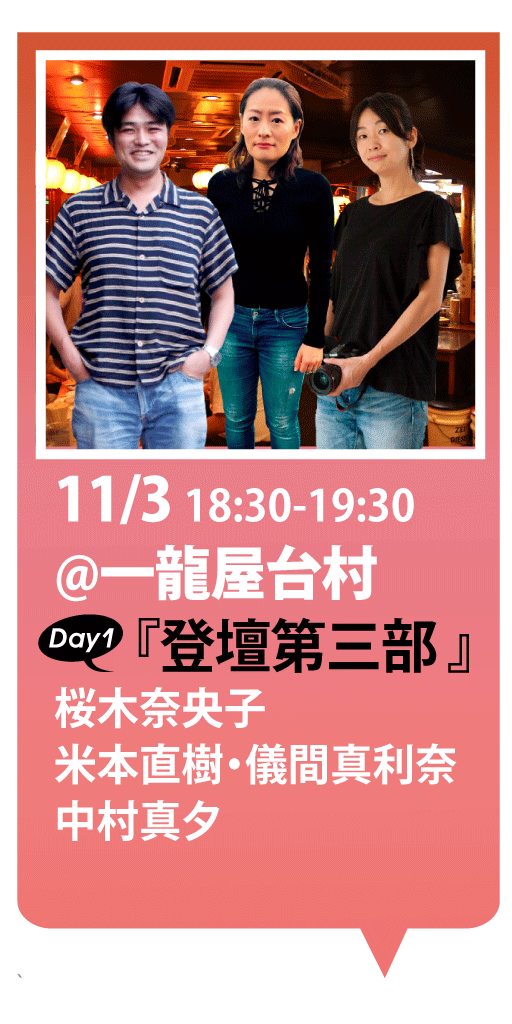 11/3 18:30-19:30
@一龍屋台村
Day1 『登壇第三部』
桜木奈央子
米本直樹・儀間真利奈
中村真夕